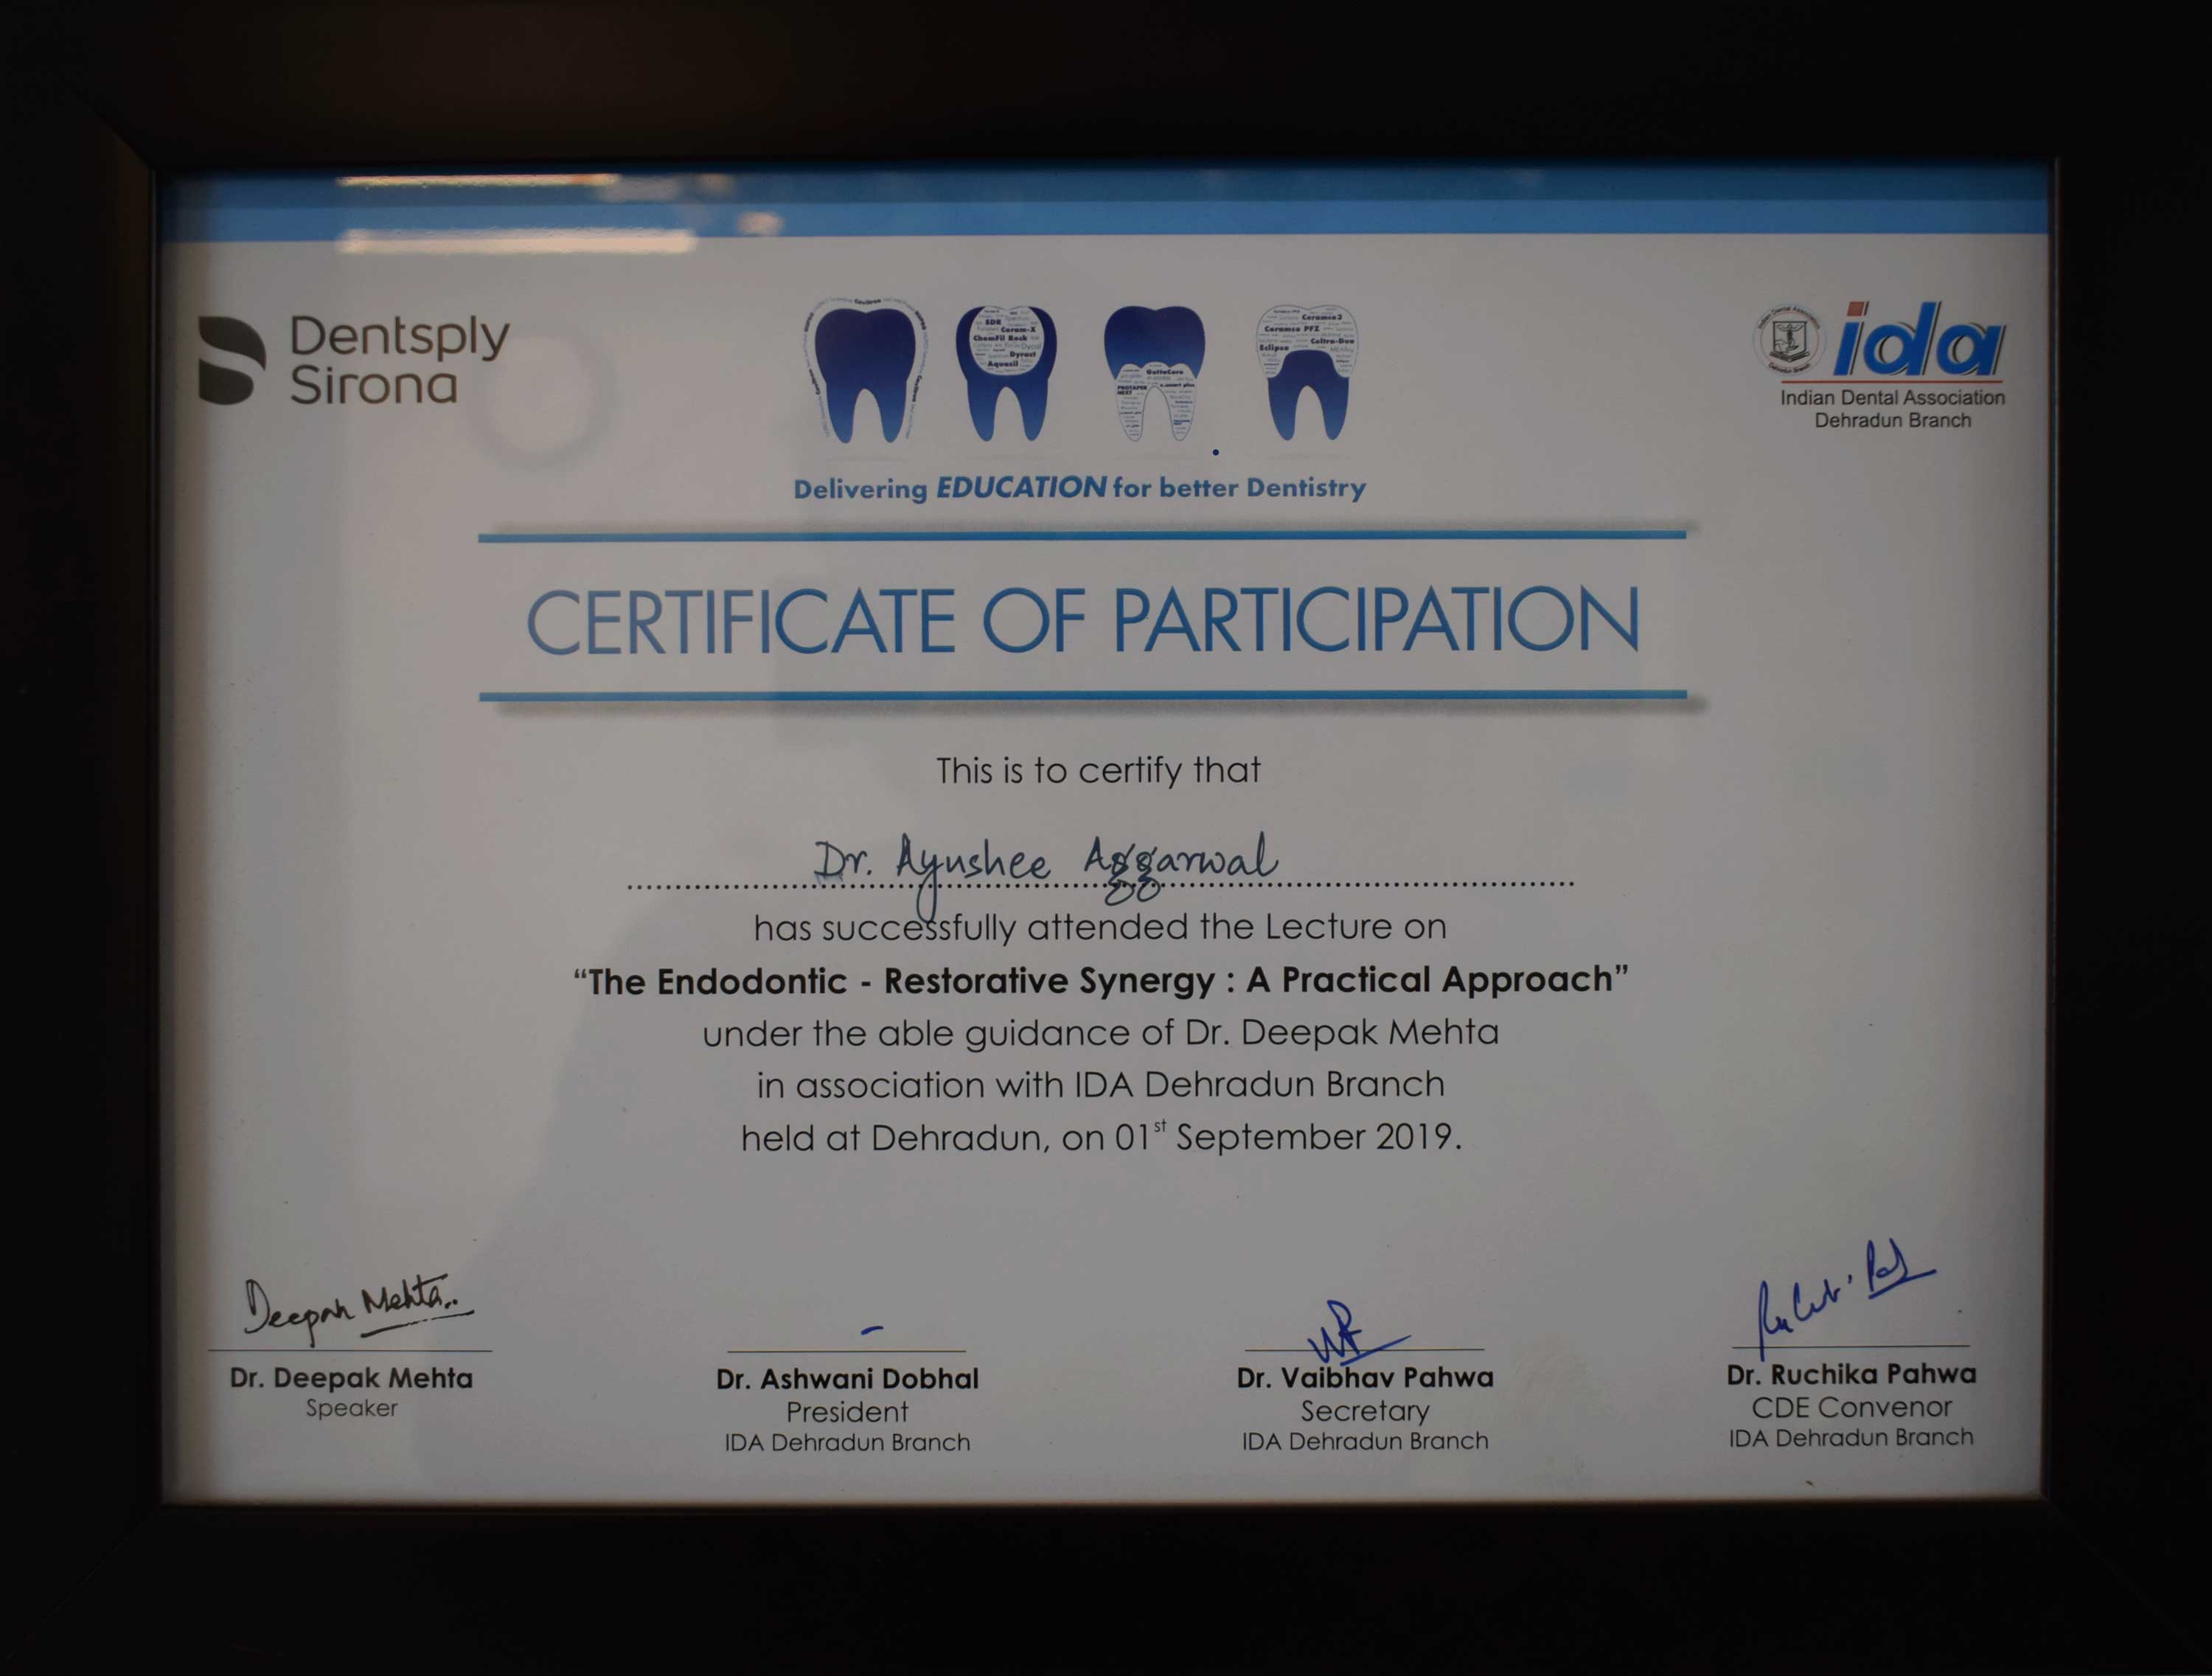 Dentsply
Sirona
SDR
Ceram-X
ChemFil Rock
Dycal
Dyract
Aquasil
GuttaCore
PROTAPER
NEXT
Ceramco3
Ceramco PFZ
Celtra-Duo
Eclipse
ida
Indian Dental Association
Dehradun Branch
Delivering EDUCATION for better Dentistry
CERTIFICATE OF PARTICIPATION
This is to certify that
Dr. Ayushee Aggarwal
has successfully attended the Lecture on
“The Endodontic - Restorative Synergy : A Practical Approach”
under the able guidance of Dr. Deepak Mehta
in association with IDA Dehradun Branch
held at Dehradun, on 01st September 2019.
Deepak Mehta
Dr. Deepak Mehta
Speaker
Dr. Ashwani Dobhal
President
IDA Dehradun Branch
Dr. Vaibhav Pahwa
Secretary
IDA Dehradun Branch
Dr. Ruchika Pahwa
CDE Convenor
IDA Dehradun Branch